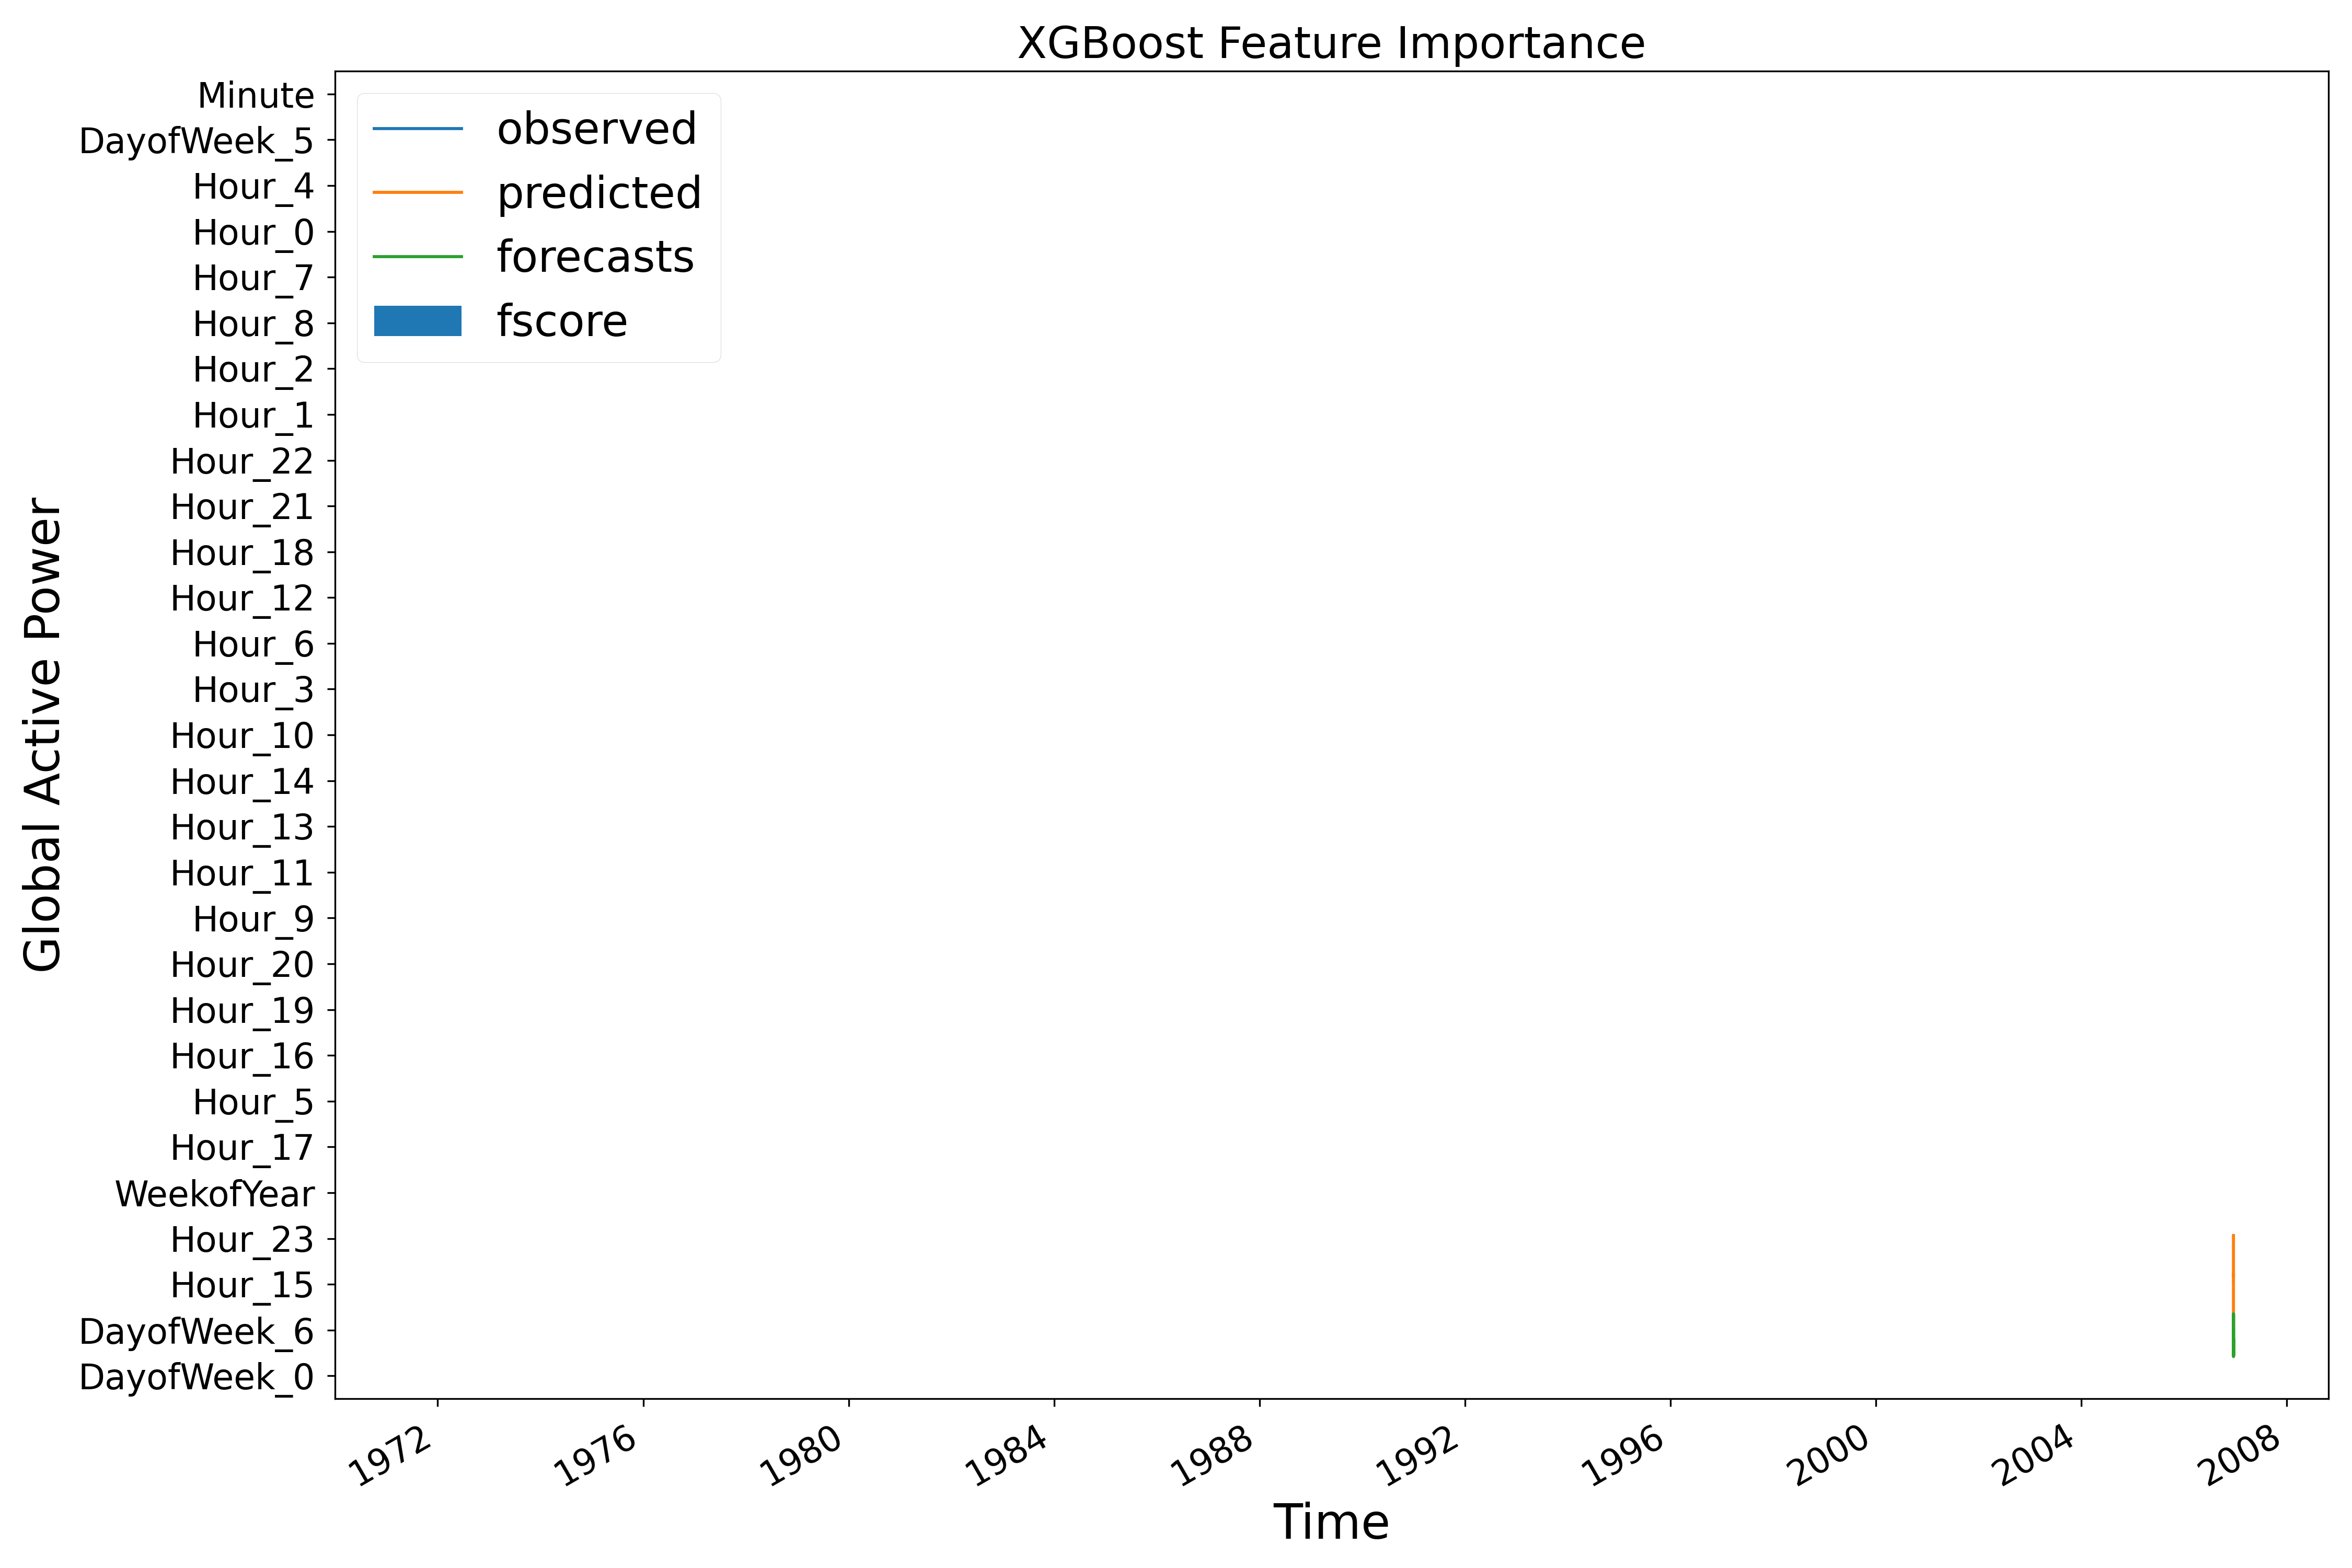 XGBoost Feature Importance
observed
predicted
forecasts
fscore
Global Active Power
Minute
DayofWeek_5
Hour_4
Hour_0
Hour_7
Hour_8
Hour_2
Hour_1
Hour_22
Hour_21
Hour_18
Hour_12
Hour_6
Hour_3
Hour_10
Hour_14
Hour_13
Hour_11
Hour_9
Hour_20
Hour_19
Hour_16
Hour_5
Hour_17
WeekofYear
Hour_23
Hour_15
DayofWeek_6
DayofWeek_0
1972 1976 1980 1984 1988 1992 1996 2000 2004 2008
Time